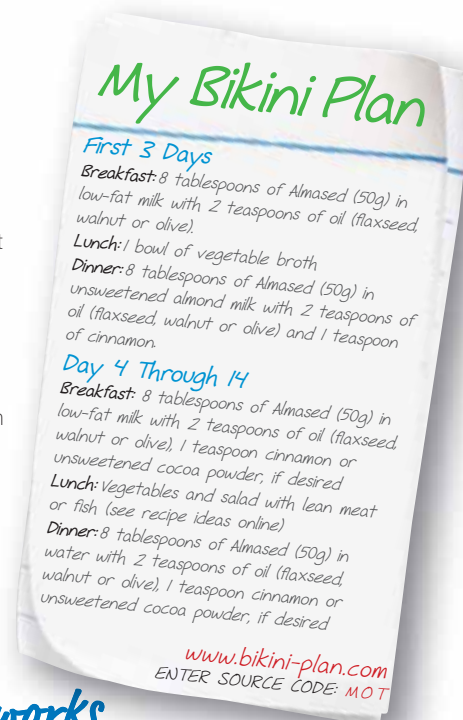 My Bikini Plan
First 3 Days
Breakfast: 8 tablespoons of Almased (50g) in
low-fat milk with 2 teaspoons of oil (flaxseed,
walnut or olive).
Lunch: 1 bowl of vegetable broth
Dinner: 8 tablespoons of Almased (50g) in
unsweetened almond milk with 2 teaspoons of
oil (flaxseed, walnut or olive) and 1 teaspoon
of cinnamon.
Day 4 Through 14
Breakfast: 8 tablespoons of Almased (50g) in
low-fat milk with 2 teaspoons of oil (flaxseed,
walnut or olive), 1 teaspoon cinnamon or
unsweetened cocoa powder, if desired
Lunch: Vegetables and salad with lean meat
or fish (see recipe ideas online)
Dinner: 8 tablespoons of Almased (50g) in
water with 2 teaspoons of oil (flaxseed,
walnut or olive), 1 teaspoon cinnamon or
unsweetened cocoa powder, if desired
www.bikini-plan.com
ENTER SOURCE CODE: MOT
works